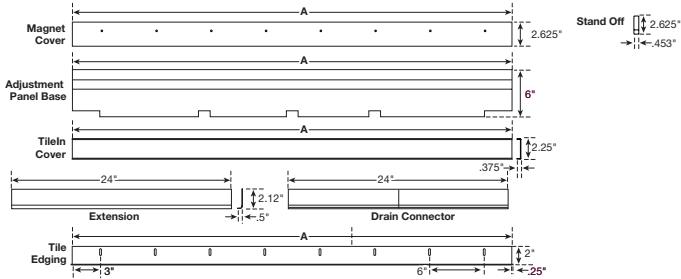 A
Magnet
Cover
2.625"
Stand Off
2.625"
.453"
A
Adjustment
Panel Base
6"
A
TileIn
Cover
2.25"
.375"
24"
2.12"
.5"
Extension
24"
Drain Connector
A
Tile
Edging
2"
3"
6"
.25"